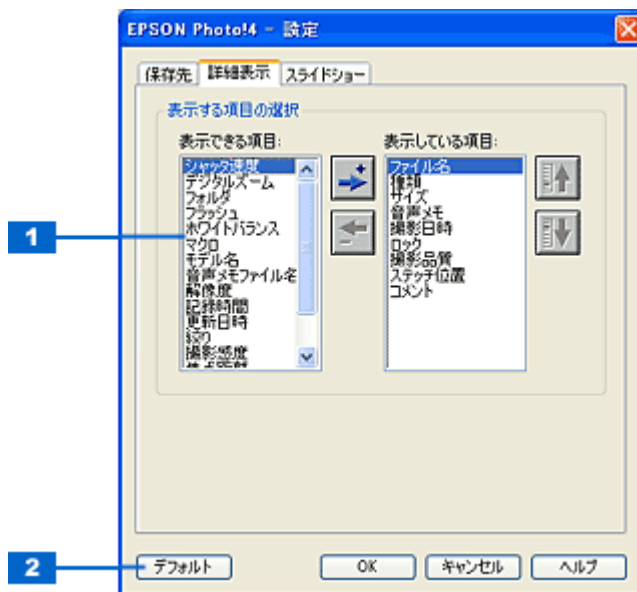 EPSON Photo!4 - 設定
保存先 詳細表示 スライドショー
表示する項目の選択
表示できる項目:
シャッタ速度
デジタルズーム
フォルダ
フラッシュ
ホワイトバランス
マクロ
モデル名
音声メモファイル名
解像度
記録時間
更新日時
絞り
撮影感度
表示している項目:
ファイル名
種類
サイズ
音声メモ
撮影日時
ロック
撮影品質
ステッチ位置
コメント
1
2
デフォルト OK キャンセル ヘルプ